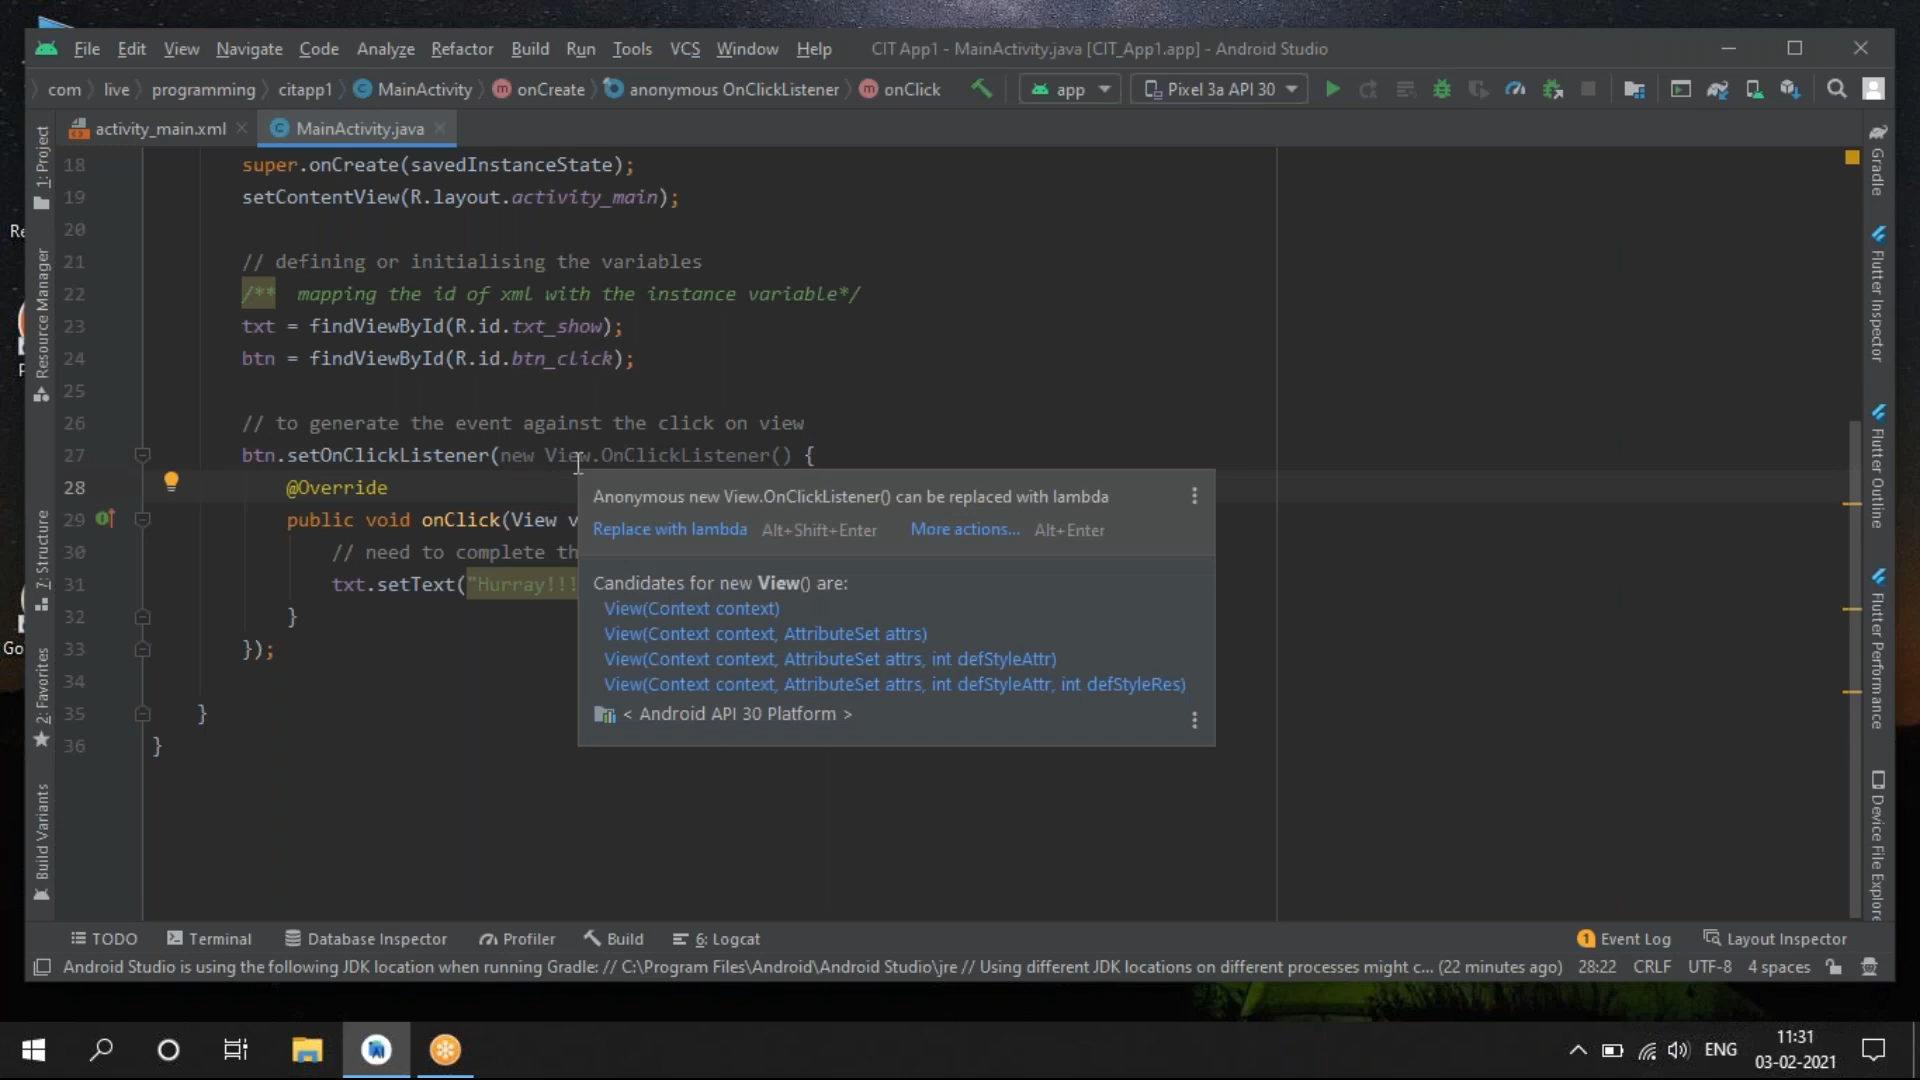 File Edit View Navigate Code Analyze Refactor Build Run Tools VCS Window Help CIT App1 - MainActivity.java [CIT_App1.app] - Android Studio
com live programming citapp1 MainActivity onCreate anonymous OnClickListener onClick app Pixel 3a API 30
activity_main.xml MainActivity.java
18 super.onCreate(savedInstanceState);
19 setContentView(R.layout.activity_main);
20
21 // defining or initialising the variables
22 /** mapping the id of xml with the instance variable*/
23 txt = findViewById(R.id.txt_show);
24 btn = findViewById(R.id.btn_click);
25
26 // to generate the event against the click on view
27 btn.setOnClickListener(new View.OnClickListener() {
28 @Override
29 public void onClick(View v
30 // need to complete th
31 txt.setText("Hurray!!!
32 }
33 });
34
35 }
36 }
Anonymous new View.OnClickListener() can be replaced with lambda
Replace with lambda Alt+Shift+Enter More actions... Alt+Enter
Candidates for new View() are:
View(Context context)
View(Context context, AttributeSet attrs)
View(Context context, AttributeSet attrs, int defStyleAttr)
View(Context context, AttributeSet attrs, int defStyleAttr, int defStyleRes)
< Android API 30 Platform >
1: Project
Resource Manager
7: Structure
2: Favorites
Build Variants
Gradle
Flutter Inspector
Flutter Outline
Flutter Performance
Device File Explorer
Re
P
Go
TODO Terminal Database Inspector Profiler Build 6: Logcat 1 Event Log Layout Inspector
Android Studio is using the following JDK location when running Gradle: // C:\Program Files\Android\Android Studio\jre // Using different JDK locations on different processes might c... (22 minutes ago) 28:22 CRLF UTF-8 4 spaces
ENG
11:31
03-02-2021